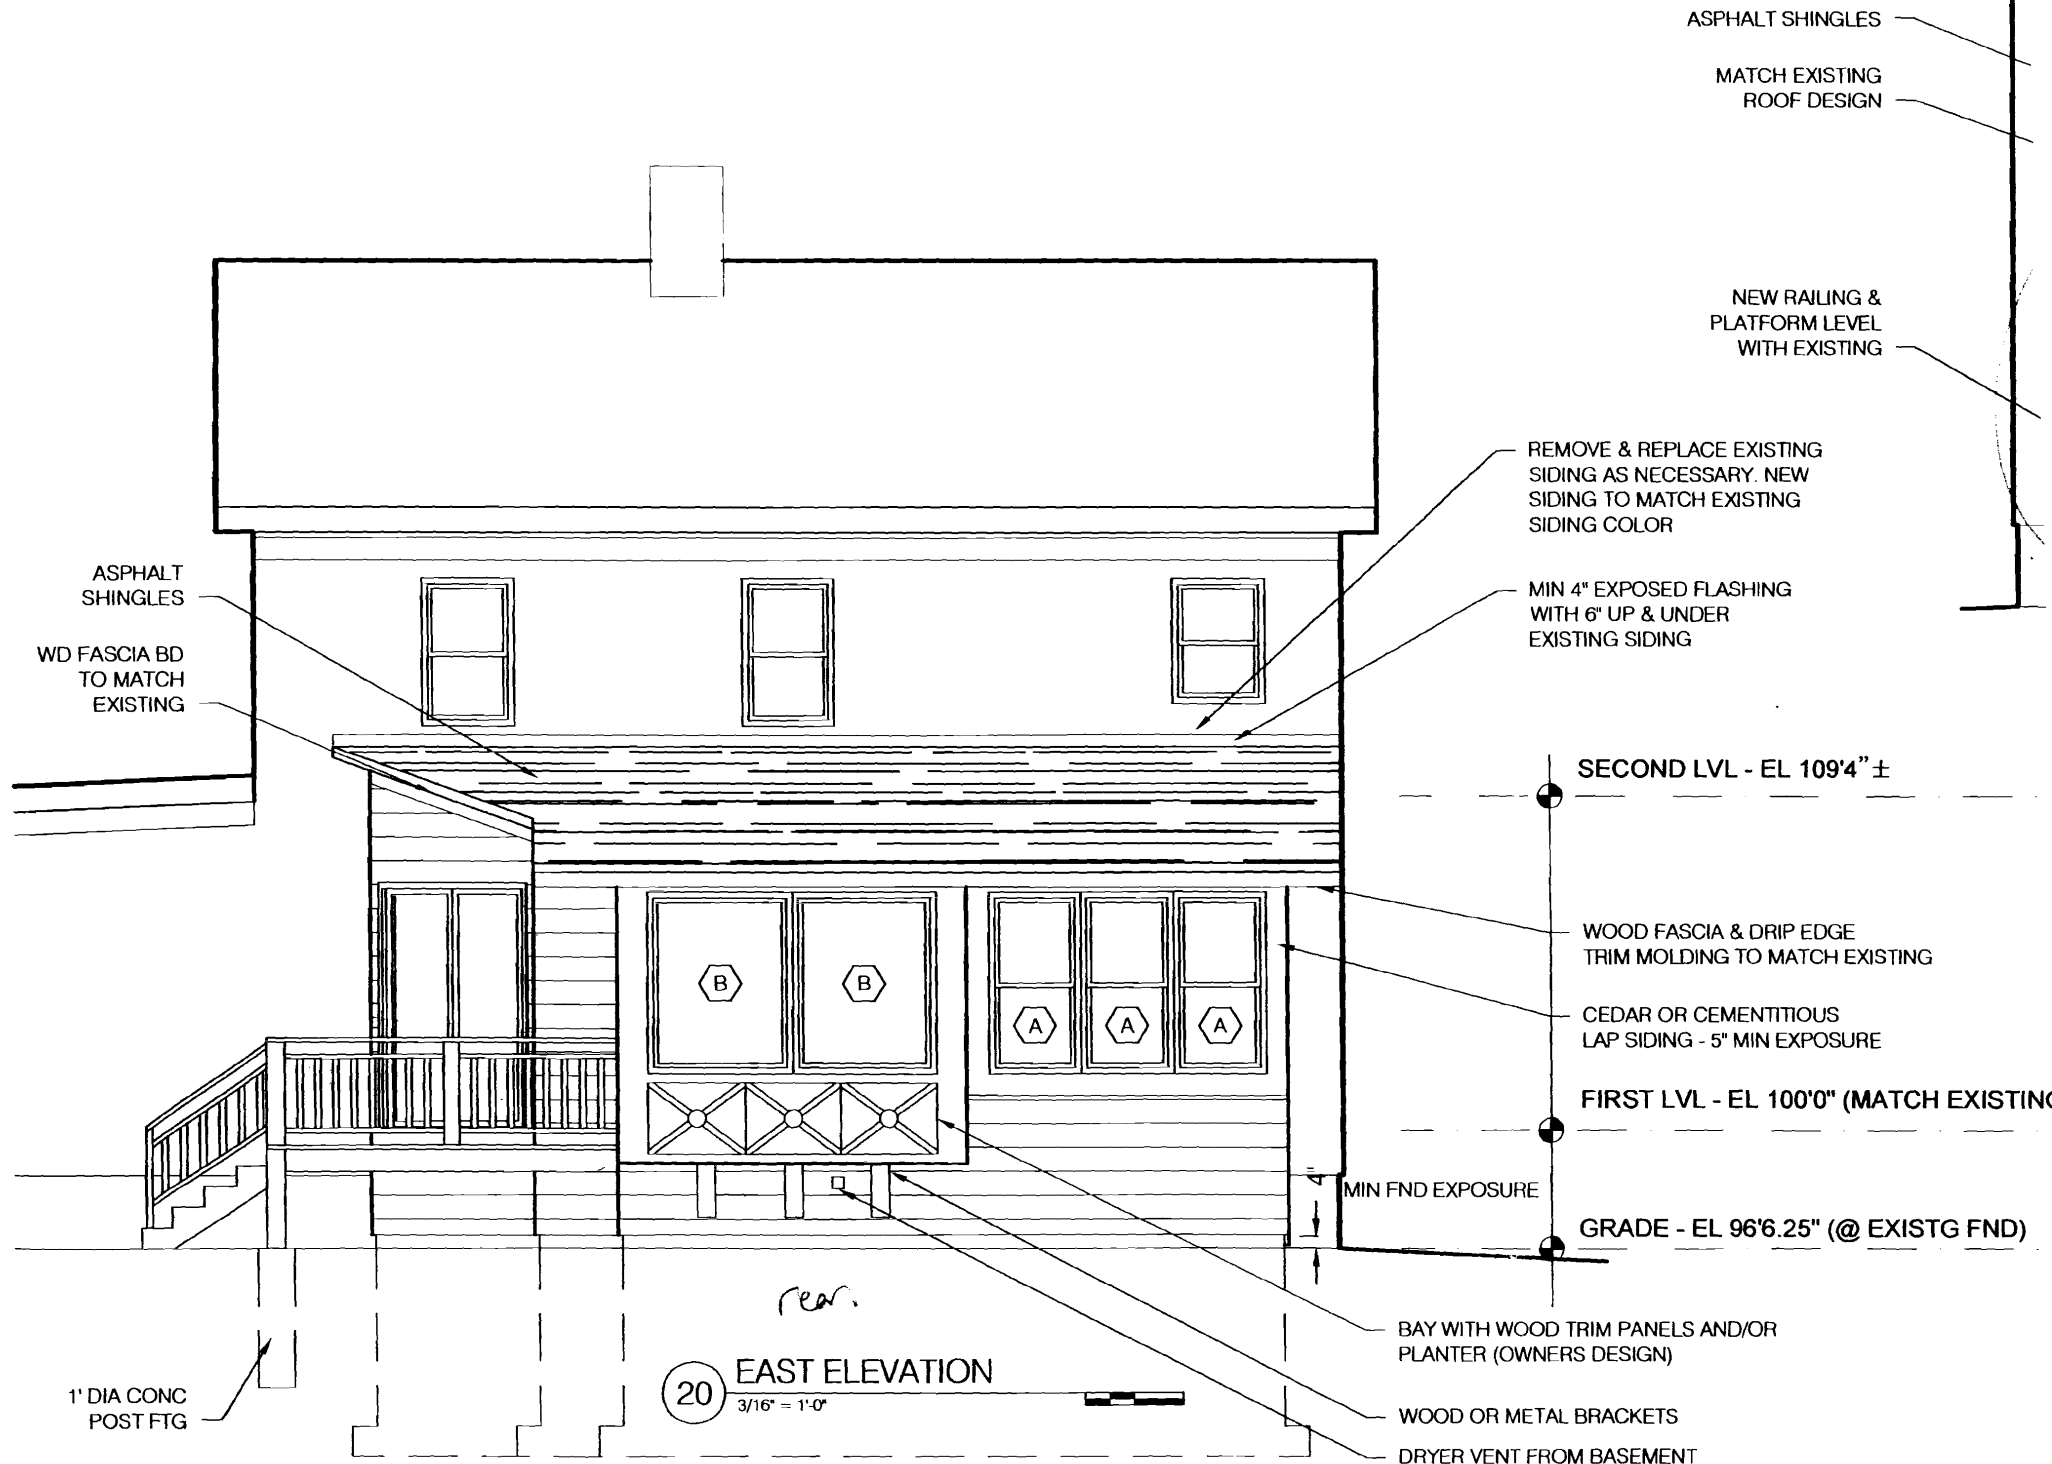 ASPHALT SHINGLES
MATCH EXISTING
ROOF DESIGN
NEW RAILING &
PLATFORM LEVEL
WITH EXISTING
REMOVE & REPLACE EXISTING
SIDING AS NECESSARY. NEW
SIDING TO MATCH EXISTING
SIDING COLOR
ASPHALT
SHINGLES
MIN 4" EXPOSED FLASHING
WITH 6" UP & UNDER
EXISTING SIDING
WD FASCIA BD
TO MATCH
EXISTING
SECOND LVL - EL 109'4" ±
WOOD FASCIA & DRIP EDGE
TRIM MOLDING TO MATCH EXISTING
B B
A A A
CEDAR OR CEMENTITIOUS
LAP SIDING - 5" MIN EXPOSURE
FIRST LVL - EL 100'0" (MATCH EXISTING
4" MIN FND EXPOSURE
GRADE - EL 96'6.25" (@ EXISTG FND)
rear.
BAY WITH WOOD TRIM PANELS AND/OR
PLANTER (OWNERS DESIGN)
20 EAST ELEVATION
3/16" = 1'-0"
1' DIA CONC
POST FTG
WOOD OR METAL BRACKETS
DRYER VENT FROM BASEMENT